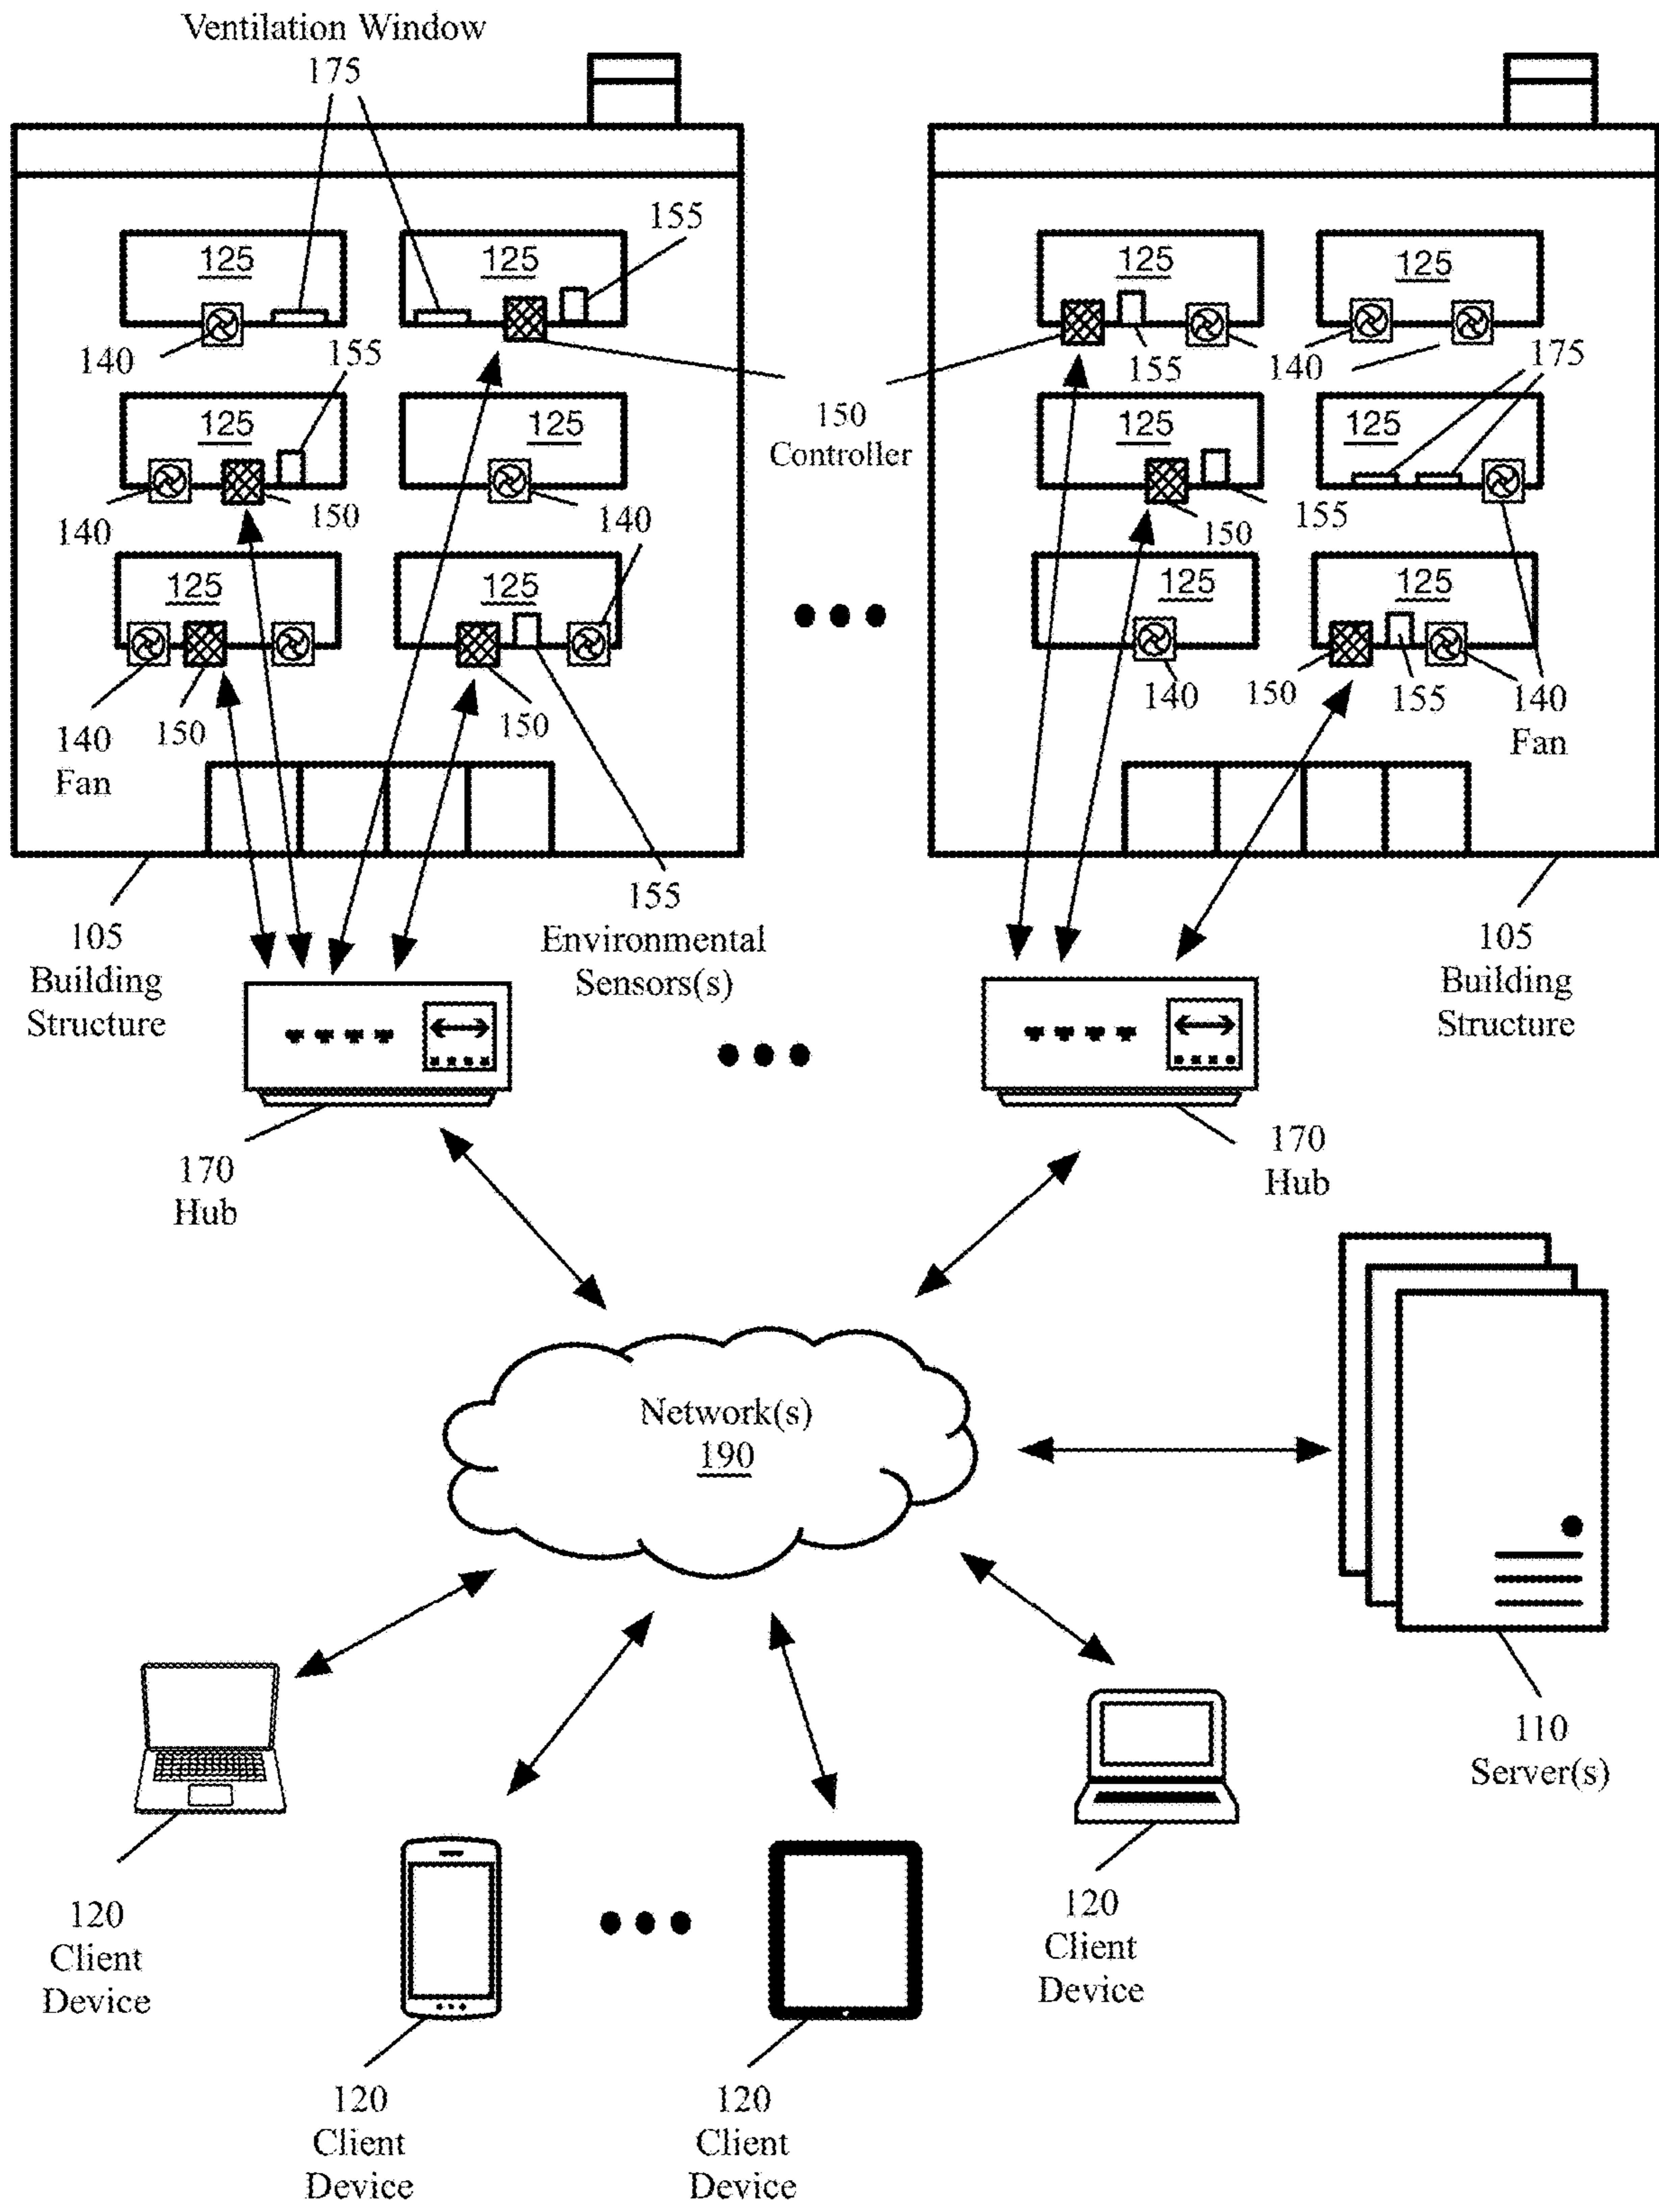 Ventilation Window
175
155
125
125
125
125
140
155
155
140
175
150
Controller
125
125
125
125
140
150
140
150
155
125
125
125
125
140
Fan
150
150
140
150
155
140
Fan
105
Building
Structure
155
Environmental
Sensors(s)
105
Building
Structure
170
Hub
170
Hub
Network(s)
190
110
Server(s)
120
Client
Device
120
Client
Device
120
Client
Device
120
Client
Device